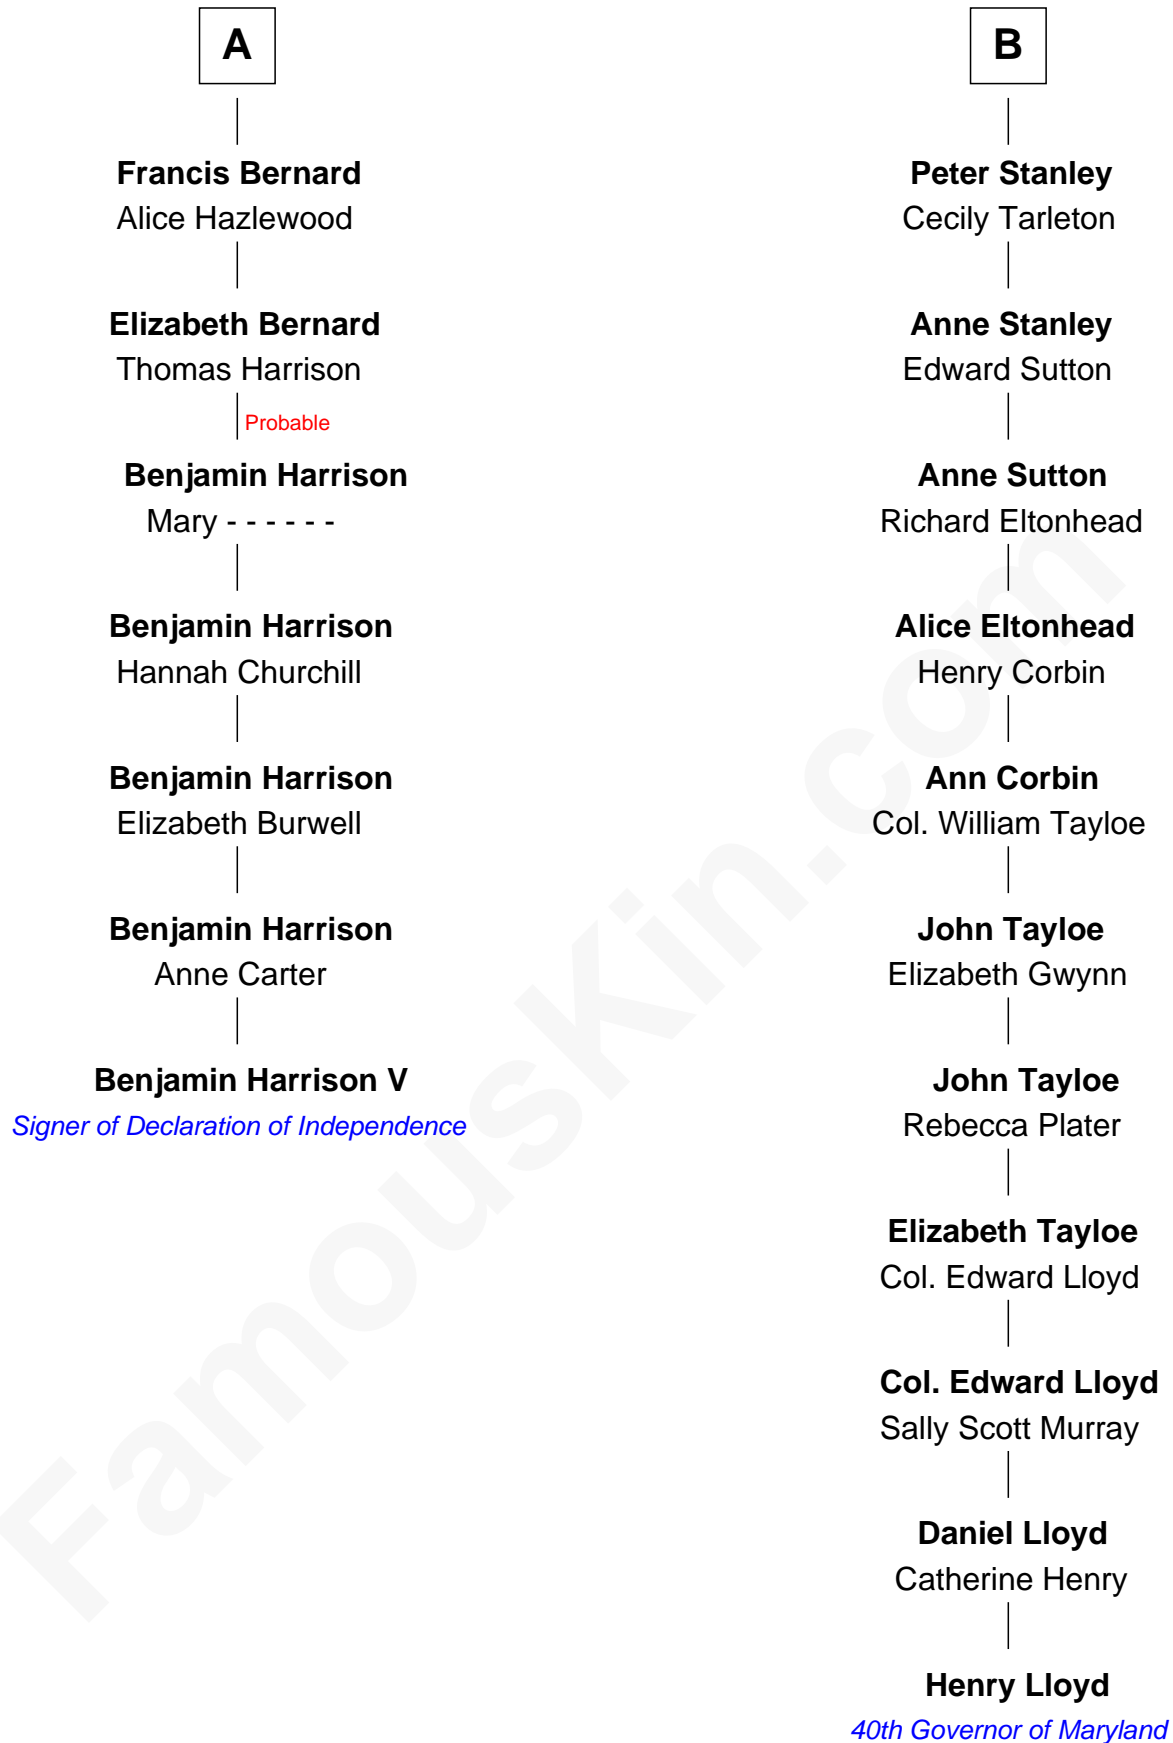 A
Francis Bernard
Alice Hazlewood
Elizabeth Bernard
Thomas Harrison
Probable
Benjamin Harrison
Mary - - - - - -
Benjamin Harrison
Hannah Churchill
Benjamin Harrison
Elizabeth Burwell
Benjamin Harrison
Anne Carter
Benjamin Harrison V
Signer of Declaration of Independence
B
Peter Stanley
Cecily Tarleton
Anne Stanley
Edward Sutton
Anne Sutton
Richard Eltonhead
Alice Eltonhead
Henry Corbin
Ann Corbin
Col. William Tayloe
John Tayloe
Elizabeth Gwynn
John Tayloe
Rebecca Plater
Elizabeth Tayloe
Col. Edward Lloyd
Col. Edward Lloyd
Sally Scott Murray
Daniel Lloyd
Catherine Henry
Henry Lloyd
40th Governor of Maryland
FamousKin.com